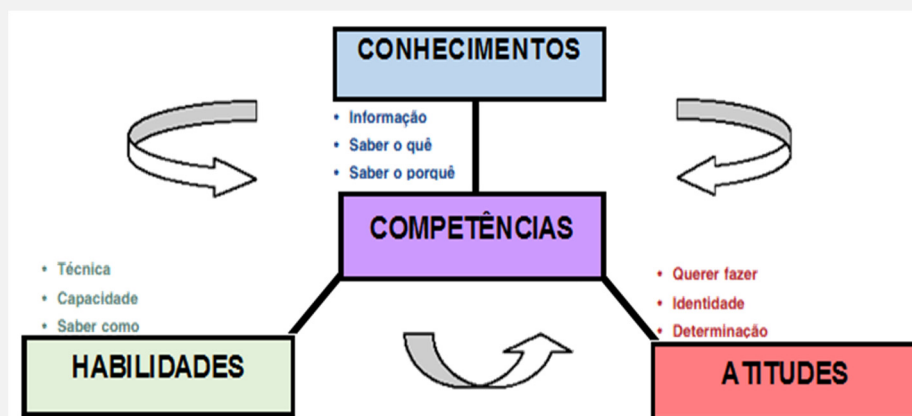 CONHECIMENTOS
• Informação
• Saber o quê
• Saber o porquê
COMPETÊNCIAS
• Técnica
• Capacidade
• Saber como
HABILIDADES
• Querer fazer
• Identidade
• Determinação
ATITUDES